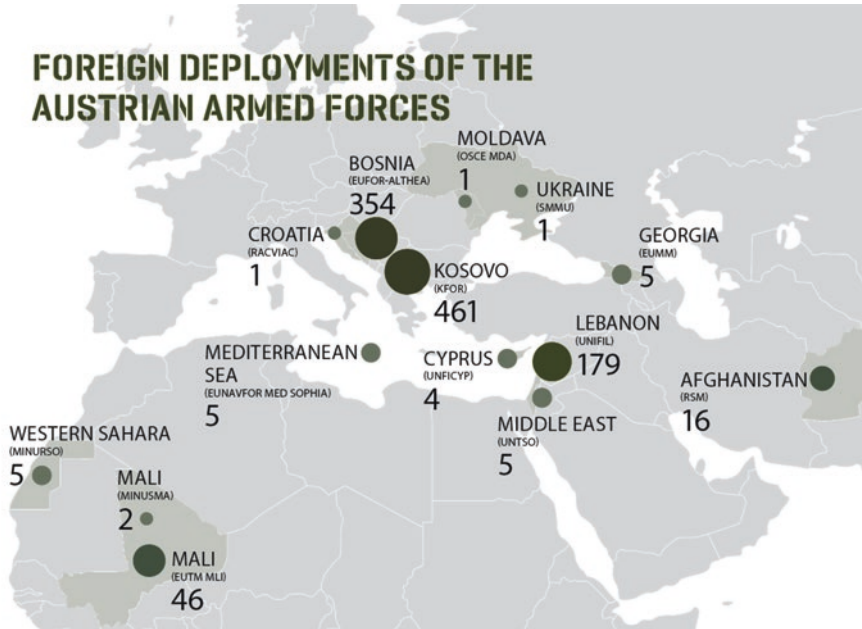 FOREIGN DEPLOYMENTS OF THE
AUSTRIAN ARMED FORCES
MOLDAVA
(OSCE MDA)
1
BOSNIA
(EUFOR-ALTHEA)
354
UKRAINE
(SMMU)
1
CROATIA
(RACVIAC)
1
GEORGIA
(EUMM)
5
KOSOVO
(KFOR)
461
LEBANON
(UNIFIL)
179
MEDITERRANEAN
SEA
(EUNAVFOR MED SOPHIA)
5
CYPRUS
(UNFICYP)
4
AFGHANISTAN
(RSM)
16
MIDDLE EAST
(UNTSO)
5
WESTERN SAHARA
(MINURSO)
5
MALI
(MINUSMA)
2
MALI
(EUTM MLI)
46